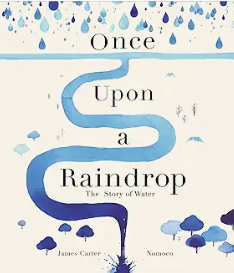 Once
Upon
a
Raindrop
The Story of Water
James Carter Nomoco